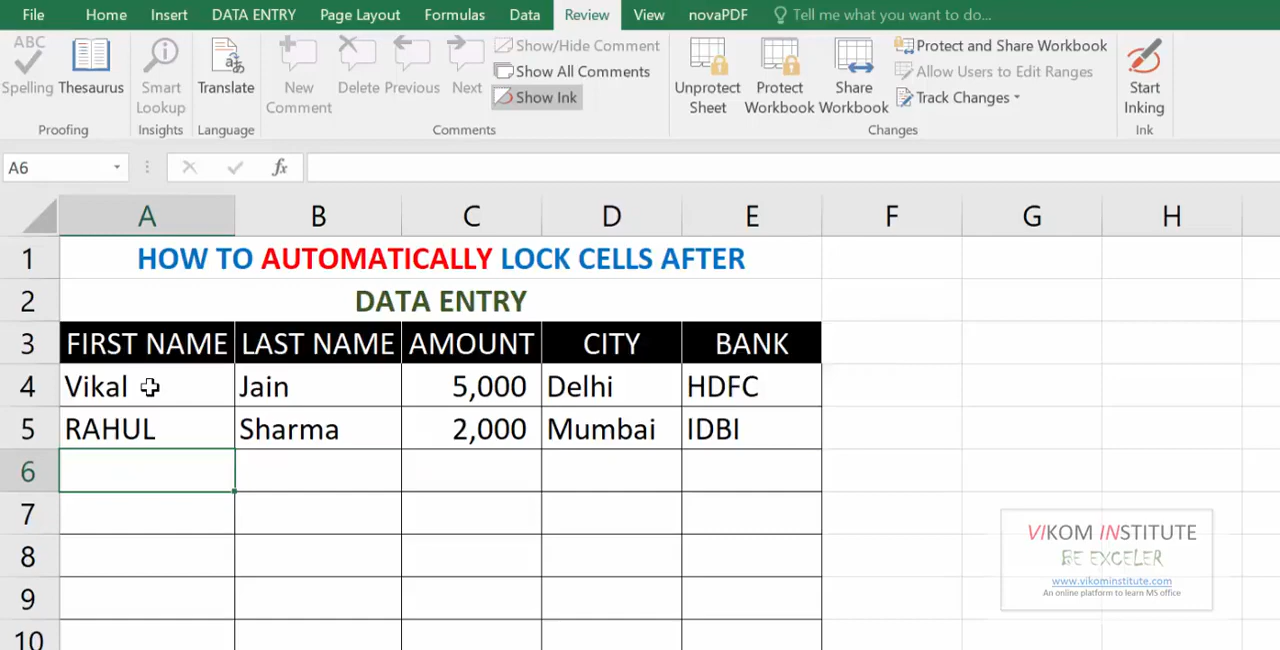 File Home Insert DATA ENTRY Page Layout Formulas Data Review View novaPDF Tell me what you want to do...
ABC
Spelling Thesaurus
Proofing
Smart Lookup
Insights
Translate
Language
New Comment
Delete Previous Next
Show/Hide Comment
Show All Comments
Show Ink
Comments
Unprotect Sheet
Protect Workbook
Share Workbook
Protect and Share Workbook
Allow Users to Edit Ranges
Track Changes
Changes
Start Inking
Ink
A6 fx
A B C D E F G H
1 HOW TO AUTOMATICALLY LOCK CELLS AFTER
2 DATA ENTRY
3 FIRST NAME LAST NAME AMOUNT CITY BANK
4 Vikal Jain 5,000 Delhi HDFC
5 RAHUL Sharma 2,000 Mumbai IDBI
6
7
8
9
10
VIKOM INSTITUTE
BE EXCELER
www.vikominstitute.com
An online platform to learn MS office